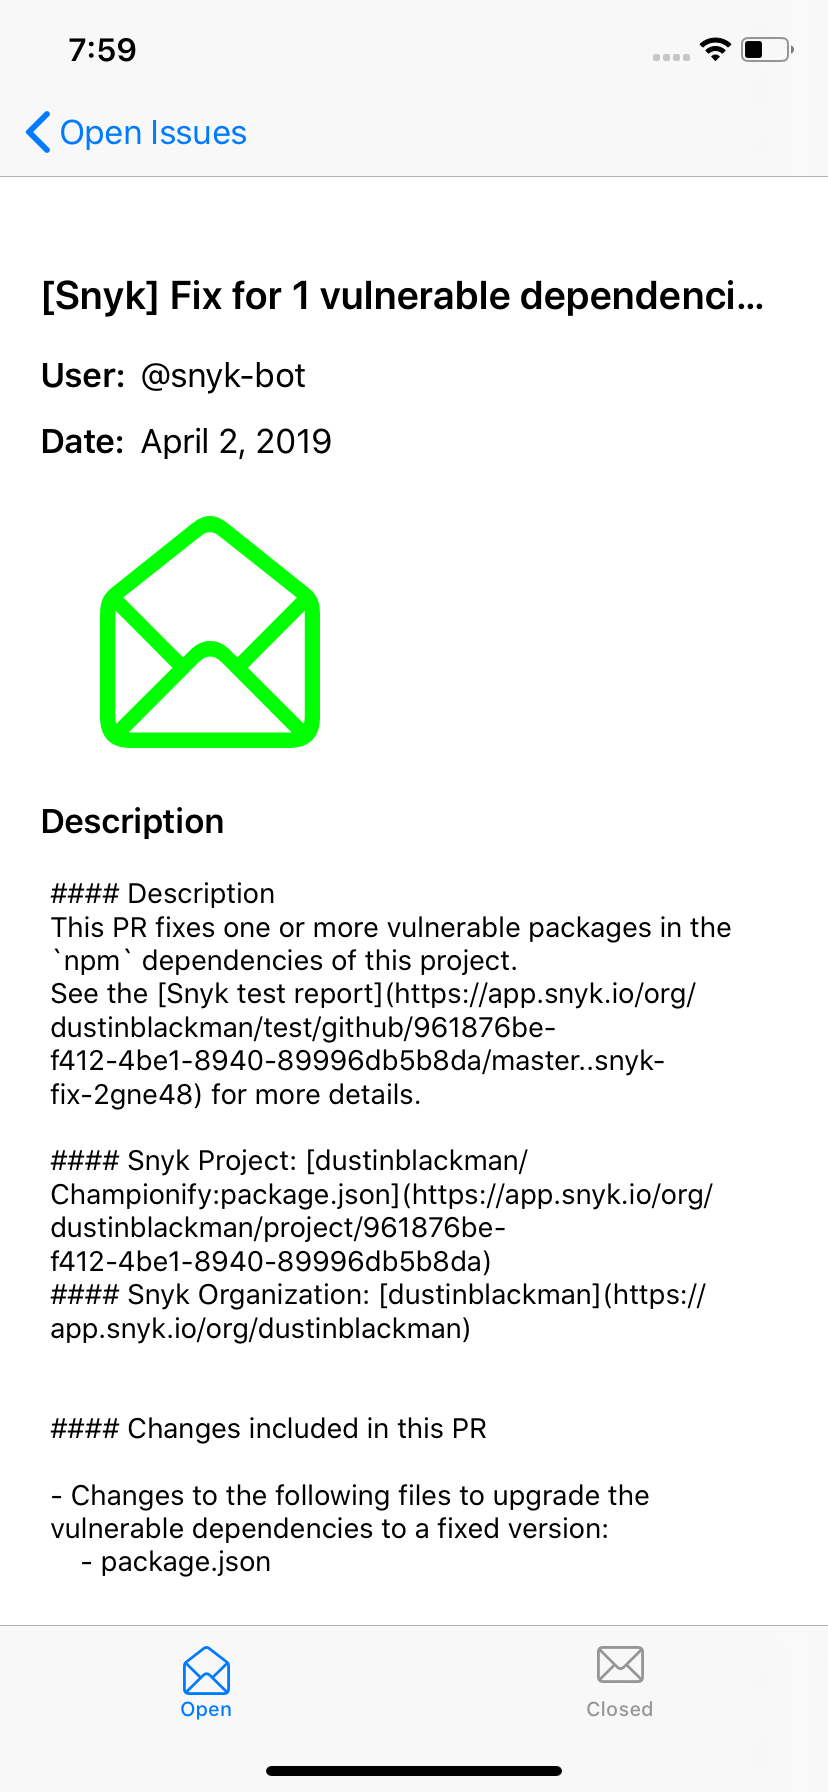 7:59
Open Issues
[Snyk] Fix for 1 vulnerable dependenci...
User: @snyk-bot
Date: April 2, 2019
Description
#### Description
This PR fixes one or more vulnerable packages in the
`npm` dependencies of this project.
See the [Snyk test report](https://app.snyk.io/org/
dustinblackman/test/github/961876be-
f412-4be1-8940-89996db5b8da/master..snyk-
fix-2gne48) for more details.
#### Snyk Project: [dustinblackman/
Championify:package.json](https://app.snyk.io/org/
dustinblackman/project/961876be-
f412-4be1-8940-89996db5b8da)
#### Snyk Organization: [dustinblackman](https://
app.snyk.io/org/dustinblackman)
#### Changes included in this PR
- Changes to the following files to upgrade the
vulnerable dependencies to a fixed version:
- package.json
Open
Closed